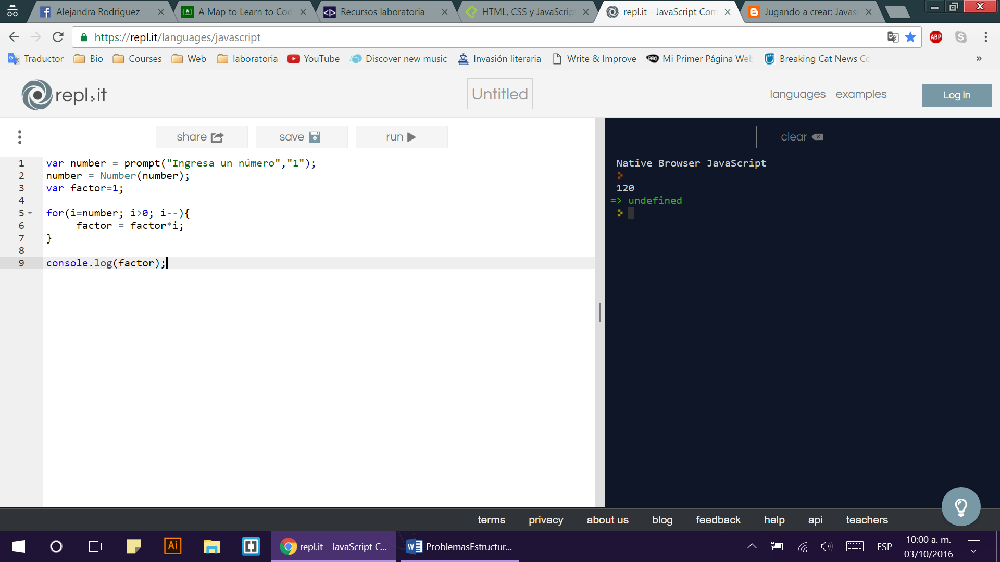 Alejandra Rodriguez
A Map to Learn to Cod
Recursos laboratoria
HTML, CSS y JavaScrip
repl.it - JavaScript Com
Jugando a crear: Javas
https://repl.it/languages/javascript
ABP
Traductor
Bio
Courses
Web
laboratoria
YouTube
Discover new music
Invasión literaria
Write & Improve
Mi Primer Página Web
Breaking Cat News Co
»
repl.it
Untitled
languages
examples
Log in
share
save
run
clear
1 var number = prompt("Ingresa un número","1");
2 number = Number(number);
3 var factor=1;
4
5 for(i=number; i>0; i--){
6 factor = factor*i;
7 }
8
9 console.log(factor);
Native Browser JavaScript
120
=> undefined
terms
privacy
about us
blog
feedback
help
api
teachers
Ai
repl.it - JavaScript C...
ProblemasEstructur...
ESP
10:00 a. m.
03/10/2016